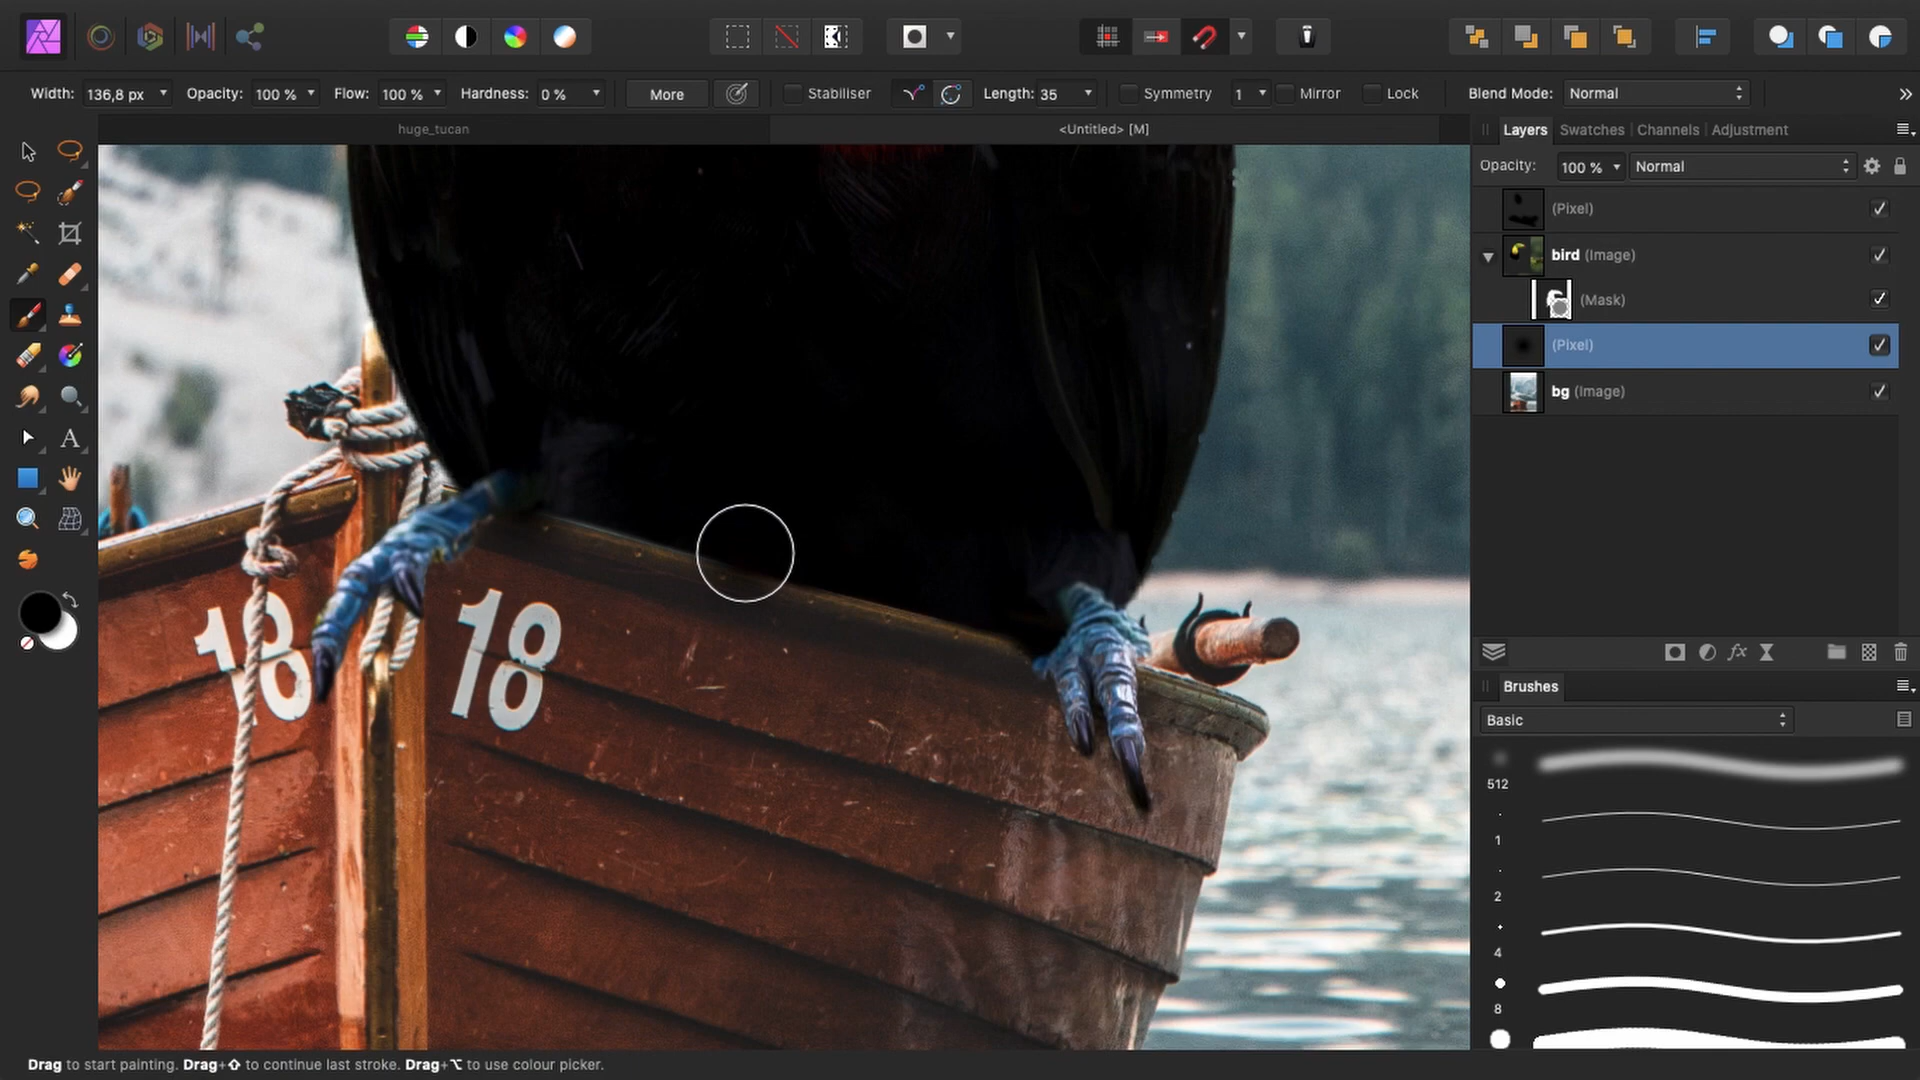 Width: 136,8 px Opacity: 100 % Flow: 100 % Hardness: 0 % More Stabiliser Length: 35 Symmetry 1 Mirror Lock Blend Mode: Normal »
huge_tucan <Untitled> [M]
Layers Swatches Channels Adjustment
Opacity: 100 % Normal
(Pixel)
bird (Image)
(Mask)
(Pixel)
bg (Image)
A
18 18
fx
Brushes
Basic
512
1
2
4
8
Drag to start painting. Drag+⇧ to continue last stroke. Drag+⌥ to use colour picker.